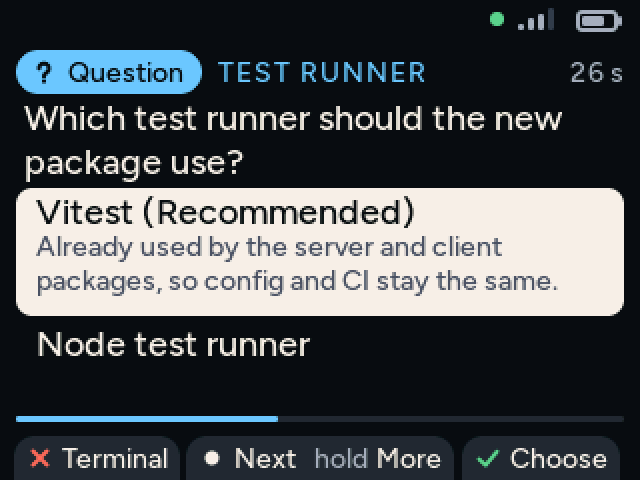 ? Question TEST RUNNER 26 s
Which test runner should the new
package use?
Vitest (Recommended)
Already used by the server and client
packages, so config and CI stay the same.
Node test runner
Terminal Next hold More Choose